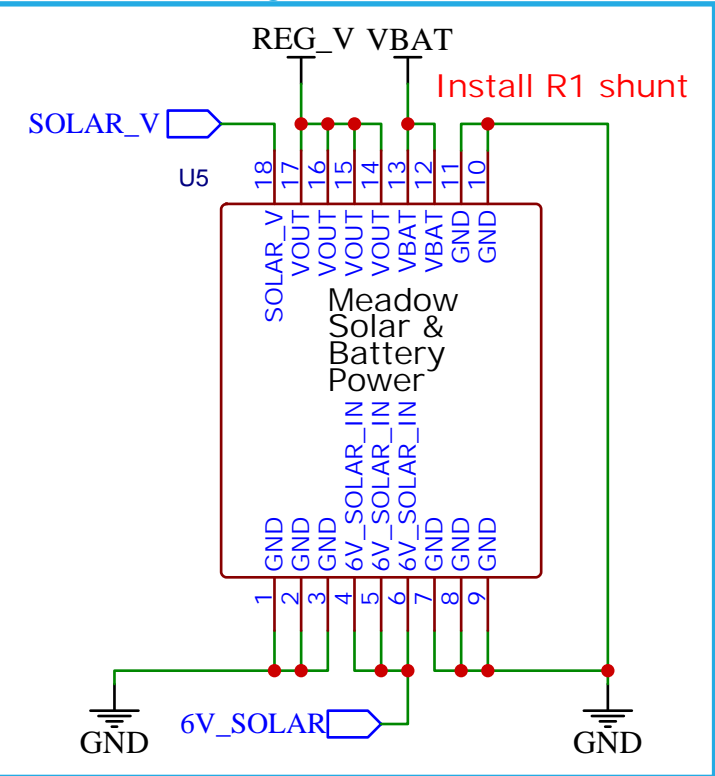 REG_V VBAT
Install R1 shunt
SOLAR_V
U5
18 17 16 15 14 13 12 11 10
SOLAR_V VOUT VOUT VOUT VOUT VBAT VBAT GND GND
Meadow
Solar &
Battery
Power
GND GND GND 6V_SOLAR_IN 6V_SOLAR_IN 6V_SOLAR_IN GND GND GND
1 2 3 4 5 6 7 8 9
6V_SOLAR
GND GND